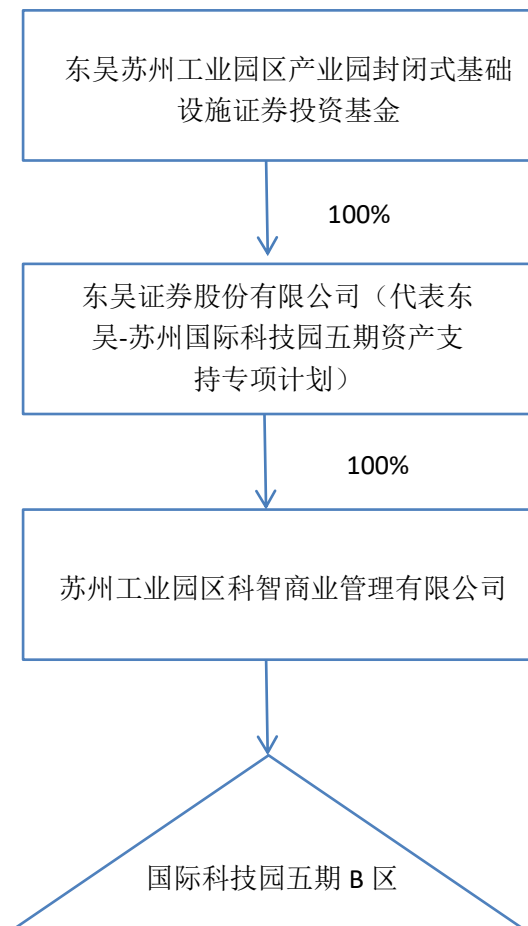 东吴苏州工业园区产业园封闭式基础
设施证券投资基金
100%
东吴证券股份有限公司（代表东
吴-苏州国际科技园五期资产支
持专项计划）
100%
苏州工业园区科智商业管理有限公司
国际科技园五期 B 区